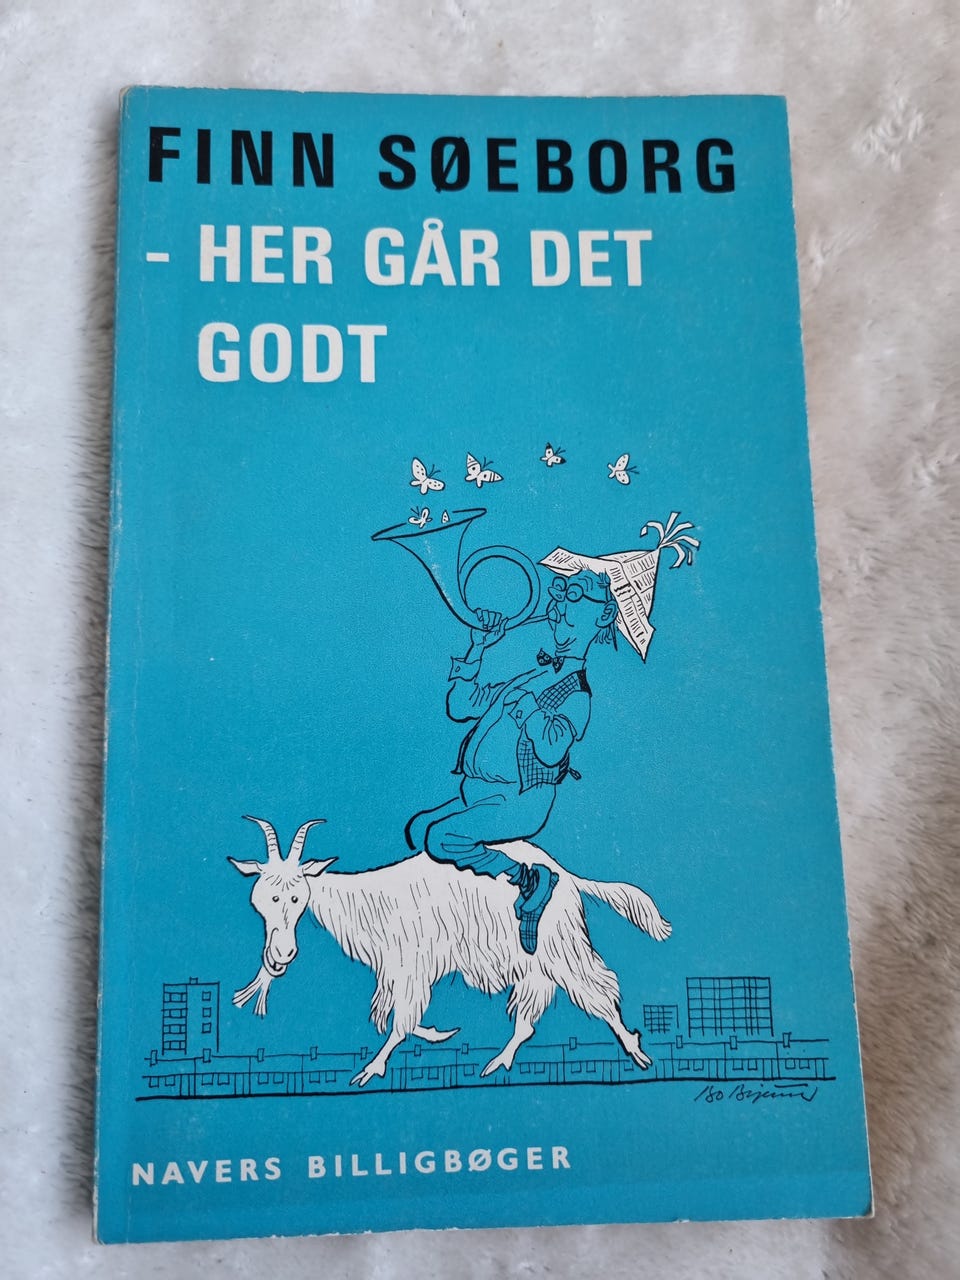 FINN SØEBORG
- HER GÅR DET
GODT
NAVERS BILLIGBØGER